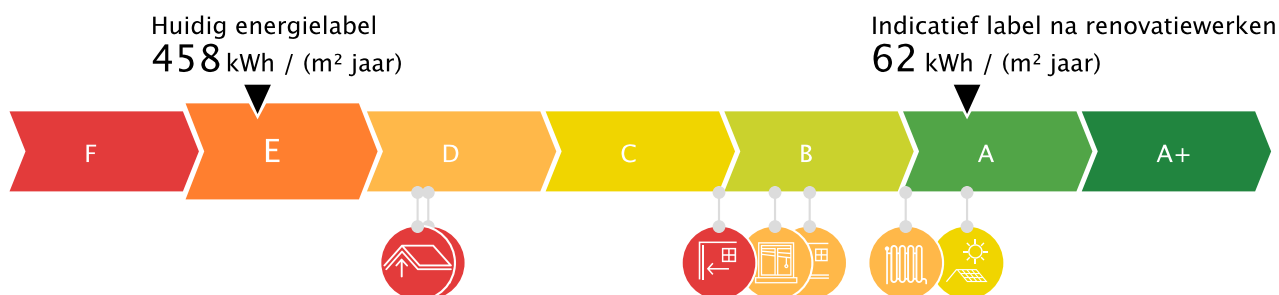 Huidig energielabel
458 kWh / (m² jaar)
Indicatief label na renovatiewerken
62 kWh / (m² jaar)
F
E
D
C
B
A
A+